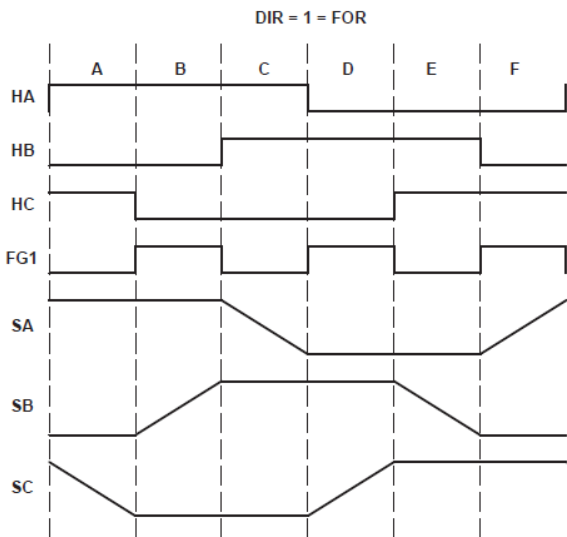 DIR = 1 = FOR
A B C D E F
HA
HB
HC
FG1
SA
SB
SC